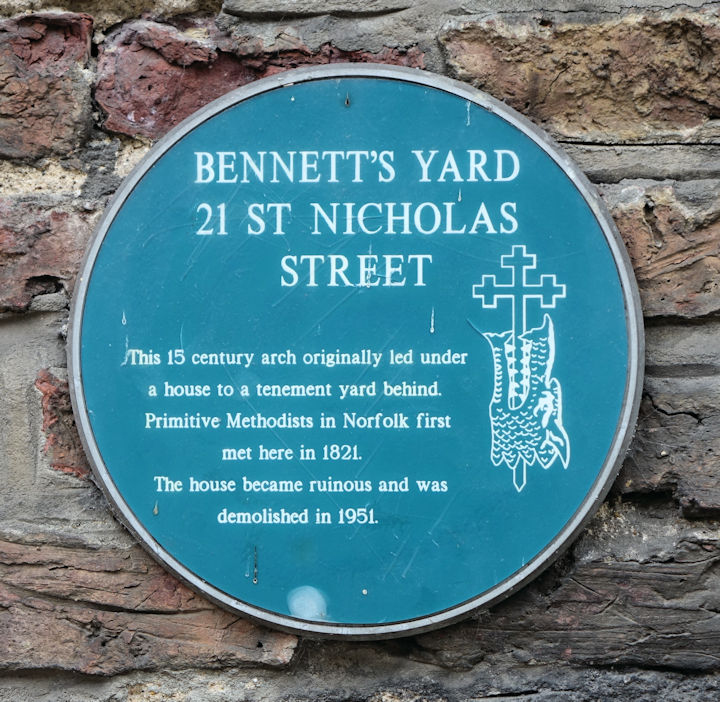 BENNETT'S YARD
21 ST NICHOLAS
STREET
This 15 century arch originally led under
a house to a tenement yard behind.
Primitive Methodists in Norfolk first
met here in 1821.
The house became ruinous and was
demolished in 1951.